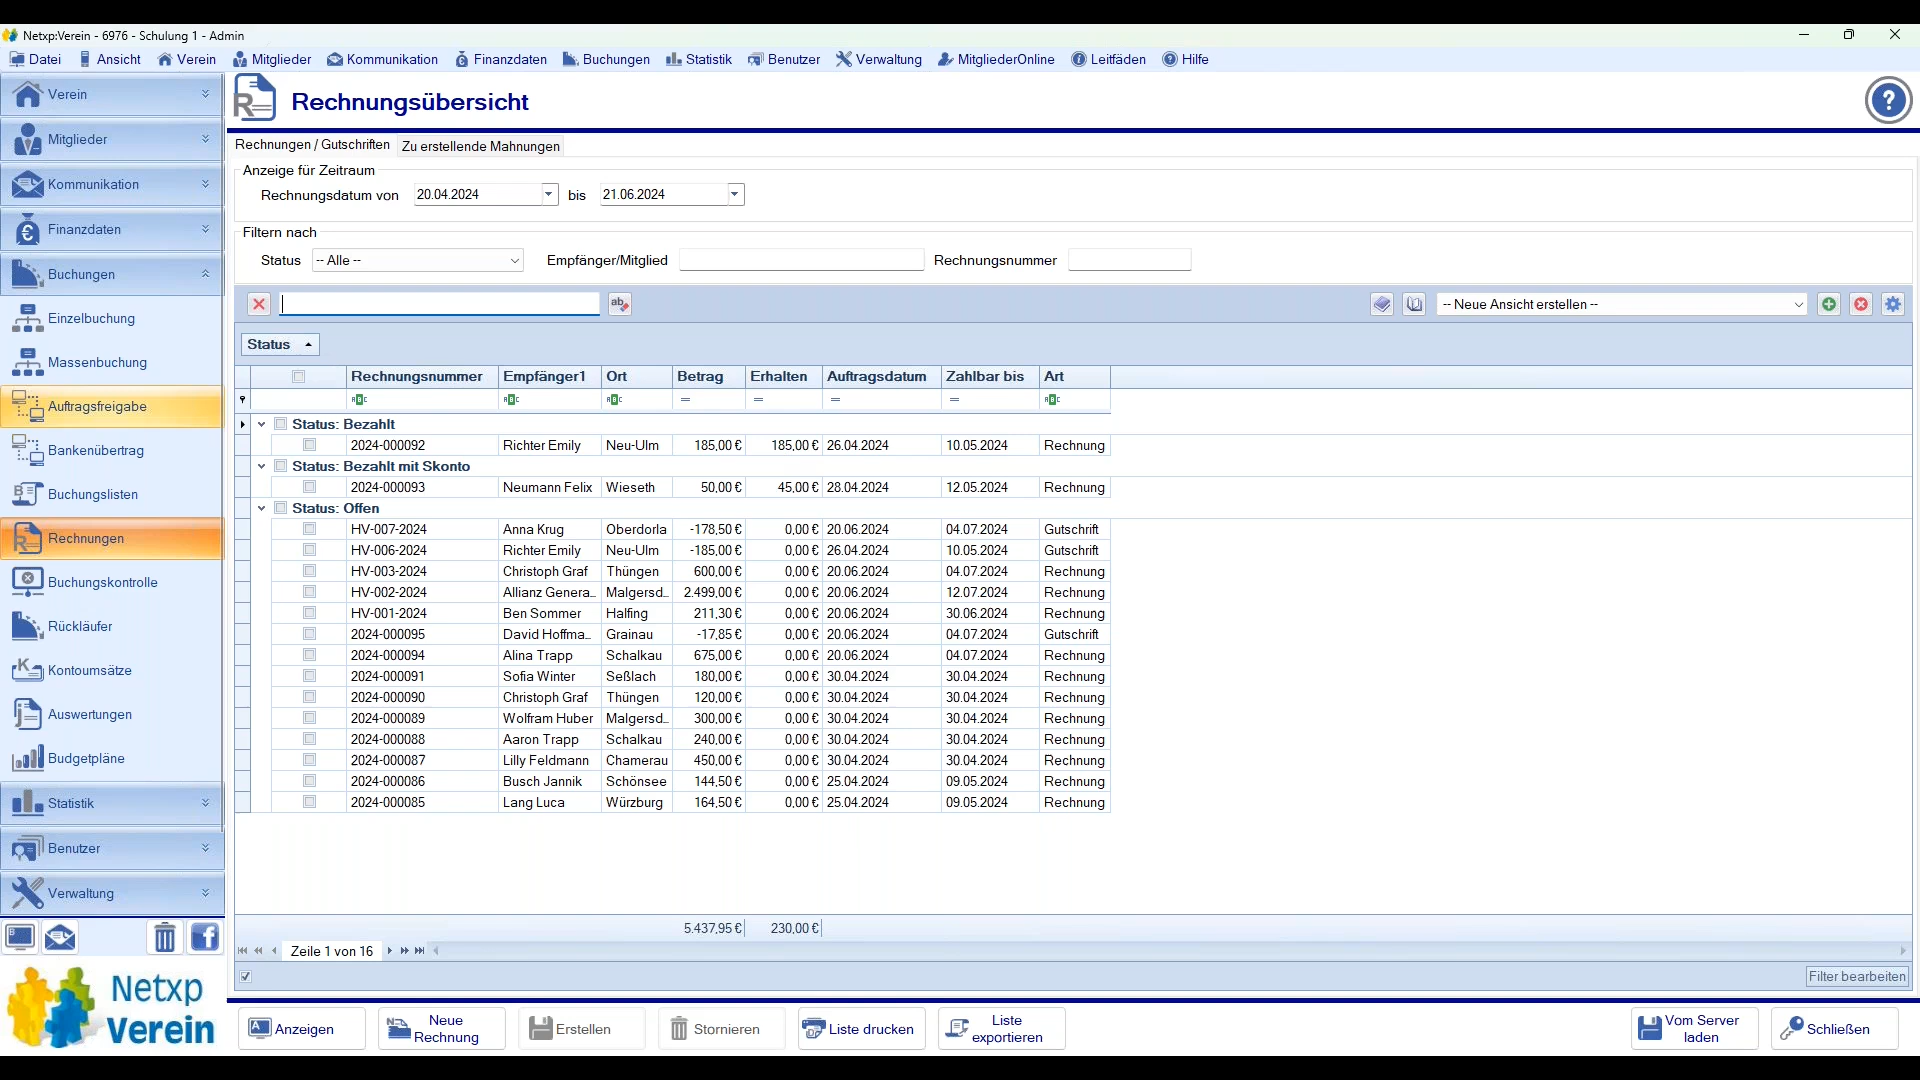 Netxp:Verein - 6976 - Schulung 1 - Admin
Datei Ansicht Verein Mitglieder Kommunikation Finanzdaten Buchungen Statistik Benutzer Verwaltung MitgliederOnline Leitfäden Hilfe
Verein
Mitglieder
Kommunikation
Finanzdaten
Buchungen
Einzelbuchung
Massenbuchung
Auftragsfreigabe
Bankenübertrag
Buchungslisten
Rechnungen
Buchungskontrolle
Rückläufer
Kontoumsätze
Auswertungen
Budgetpläne
Statistik
Benutzer
Verwaltung
Netxp
Verein
Rechnungsübersicht
Rechnungen / Gutschriften Zu erstellende Mahnungen
Anzeige für Zeitraum
Rechnungsdatum von 20.04.2024 bis 21.06.2024
Filtern nach
Status -- Alle -- Empfänger/Mitglied Rechnungsnummer
-- Neue Ansicht erstellen --
Status
Rechnungsnummer Empfänger1 Ort Betrag Erhalten Auftragsdatum Zahlbar bis Art
Status: Bezahlt
2024-000092 Richter Emily Neu-Ulm 185,00 € 185,00 € 26.04.2024 10.05.2024 Rechnung
Status: Bezahlt mit Skonto
2024-000093 Neumann Felix Wieseth 50,00 € 45,00 € 28.04.2024 12.05.2024 Rechnung
Status: Offen
HV-007-2024 Anna Krug Oberdorla -178,50 € 0,00 € 20.06.2024 04.07.2024 Gutschrift
HV-006-2024 Richter Emily Neu-Ulm -185,00 € 0,00 € 26.04.2024 10.05.2024 Gutschrift
HV-003-2024 Christoph Graf Thüngen 600,00 € 0,00 € 20.06.2024 04.07.2024 Rechnung
HV-002-2024 Allianz Genera... Malgersd... 2.499,00 € 0,00 € 20.06.2024 12.07.2024 Rechnung
HV-001-2024 Ben Sommer Halfing 211,30 € 0,00 € 20.06.2024 30.06.2024 Rechnung
2024-000095 David Hoffma... Grainau -17,85 € 0,00 € 20.06.2024 04.07.2024 Gutschrift
2024-000094 Alina Trapp Schalkau 675,00 € 0,00 € 20.06.2024 04.07.2024 Rechnung
2024-000091 Sofia Winter Seßlach 180,00 € 0,00 € 30.04.2024 30.04.2024 Rechnung
2024-000090 Christoph Graf Thüngen 120,00 € 0,00 € 30.04.2024 30.04.2024 Rechnung
2024-000089 Wolfram Huber Malgersd... 300,00 € 0,00 € 30.04.2024 30.04.2024 Rechnung
2024-000088 Aaron Trapp Schalkau 240,00 € 0,00 € 30.04.2024 30.04.2024 Rechnung
2024-000087 Lilly Feldmann Chamerau 450,00 € 0,00 € 30.04.2024 30.04.2024 Rechnung
2024-000086 Busch Jannik Schönsee 144,50 € 0,00 € 25.04.2024 09.05.2024 Rechnung
2024-000085 Lang Luca Würzburg 164,50 € 0,00 € 25.04.2024 09.05.2024 Rechnung
5.437,95 € 230,00 €
Zeile 1 von 16
Filter bearbeiten
Anzeigen
Neue Rechnung
Erstellen
Stornieren
Liste drucken
Liste exportieren
Vom Server laden
Schließen